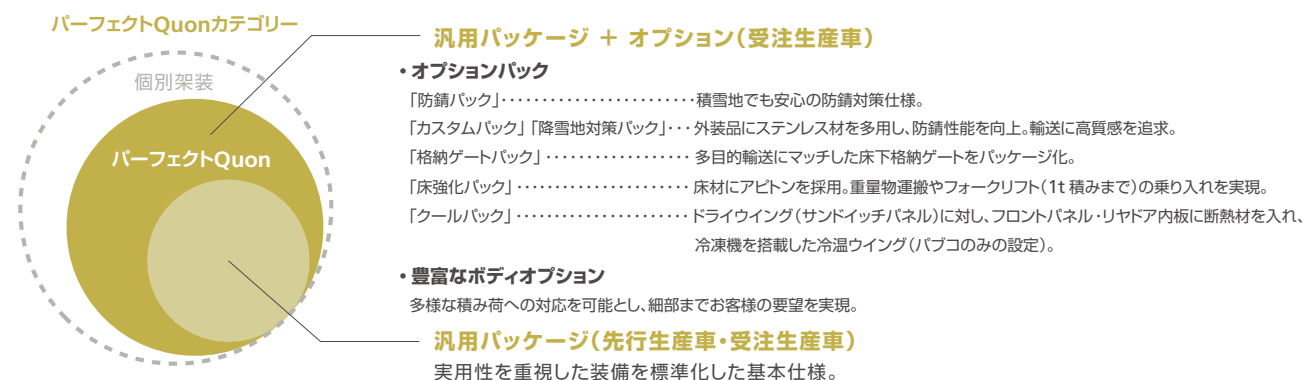 パーフェクトQuonカテゴリー
個別架装
パーフェクトQuon
汎用パッケージ ＋ オプション（受注生産車）
・オプションパック
「防錆パック」････････････････････････積雪地でも安心の防錆対策仕様。
「カスタムパック」「降雪地対策パック」･･･外装品にステンレス材を多用し、防錆性能を向上。輸送に高質感を追求。
「格納ゲートパック」･････････････････多目的輸送にマッチした床下格納ゲートをパッケージ化。
「床強化パック」･････････････････････床材にアピトンを採用。重量物運搬やフォークリフト（1t 積みまで）の乗り入れを実現。
「クールパック」･････････････････････ドライウイング（サンドイッチパネル）に対し、フロントパネル・リヤドア内板に断熱材を入れ、
冷凍機を搭載した冷温ウイング（パブコのみの設定）。
・豊富なボディオプション
多様な積み荷への対応を可能とし、細部までお客様の要望を実現。
汎用パッケージ（先行生産車・受注生産車）
実用性を重視した装備を標準化した基本仕様。